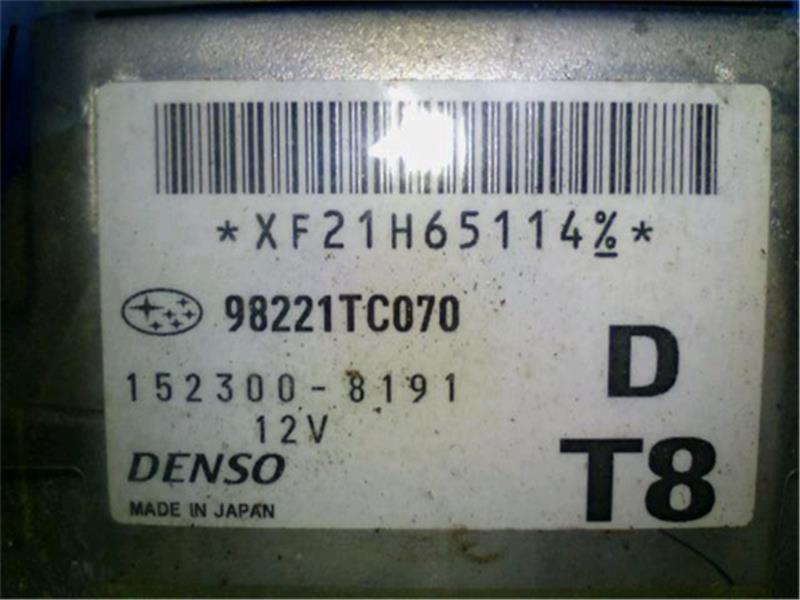 *XF21H65114%*
98221TC070
D
152300-8191
12V
T8
DENSO
MADE IN JAPAN